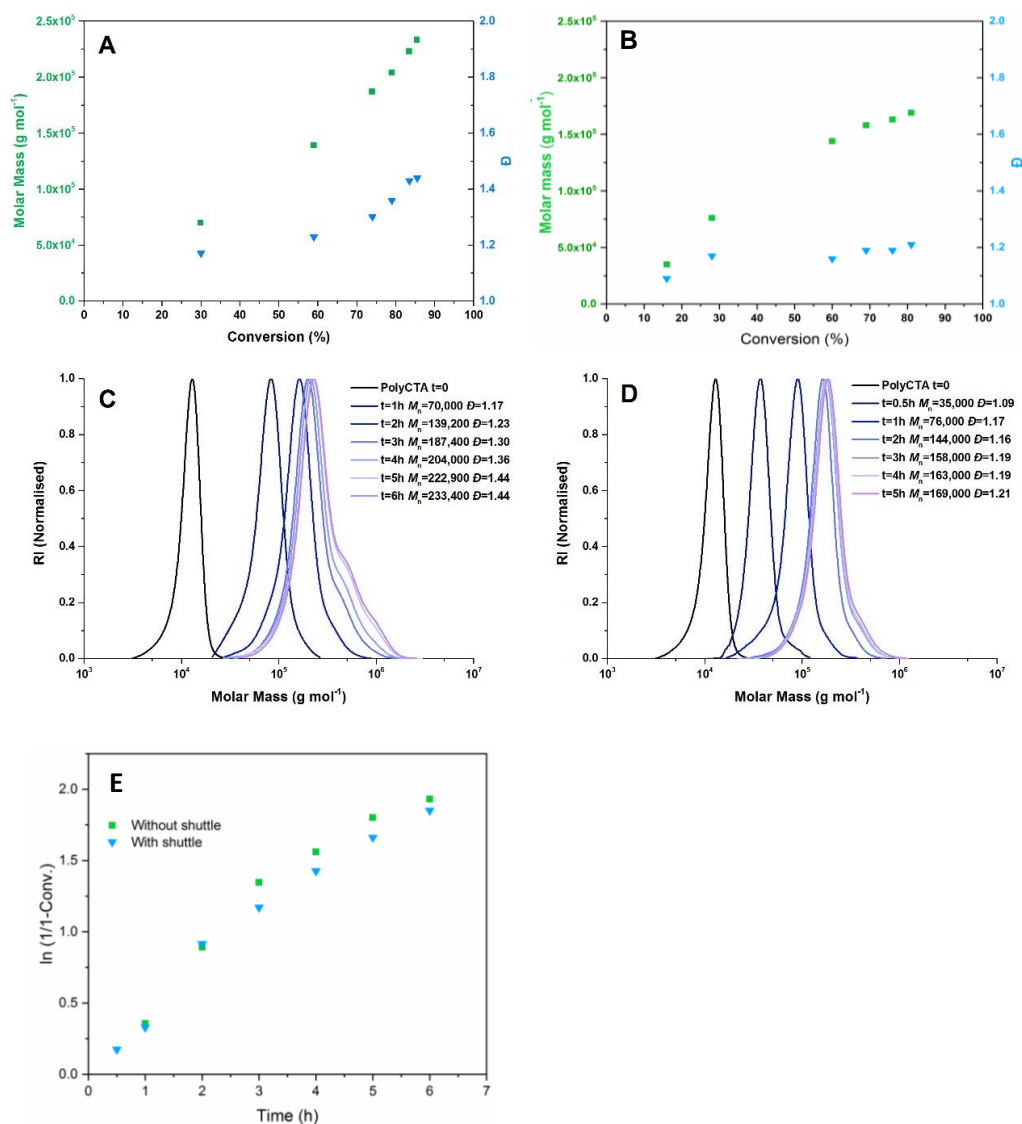 A
2.5x10⁵
2.0x10⁵
1.5x10⁵
1.0x10⁵
5.0x10⁴
0.0
Molar Mass (g mol⁻¹)
2.0
1.8
1.6
1.4
1.2
1.0
Đ
0 10 20 30 40 50 60 70 80 90 100
Conversion (%)
B
2.5x10⁵
2.0x10⁵
1.5x10⁵
1.0x10⁵
5.0x10⁴
0.0
Molar mass (g mol⁻¹)
2.0
1.8
1.6
1.4
1.2
1.0
Đ
0 10 20 30 40 50 60 70 80 90 100
Conversion (%)
C
1.0
0.8
0.6
0.4
0.2
0.0
RI (Normalised)
PolyCTA t=0
t=1h Mn=70,000 Đ=1.17
t=2h Mn=139,200 Đ=1.23
t=3h Mn=187,400 Đ=1.30
t=4h Mn=204,000 Đ=1.36
t=5h Mn=222,900 Đ=1.44
t=6h Mn=233,400 Đ=1.44
10³ 10⁴ 10⁵ 10⁶ 10⁷
Molar Mass (g mol⁻¹)
D
1.0
0.8
0.6
0.4
0.2
0.0
RI (Normalised)
PolyCTA t=0
t=0.5h Mn=35,000 Đ=1.09
t=1h Mn=76,000 Đ=1.17
t=2h Mn=144,000 Đ=1.16
t=3h Mn=158,000 Đ=1.19
t=4h Mn=163,000 Đ=1.19
t=5h Mn=169,000 Đ=1.21
10³ 10⁴ 10⁵ 10⁶ 10⁷
Molar Mass (g mol⁻¹)
E
2.0
1.5
1.0
0.5
0.0
ln (1/1-Conv.)
Without shuttle
With shuttle
0 1 2 3 4 5 6 7
Time (h)